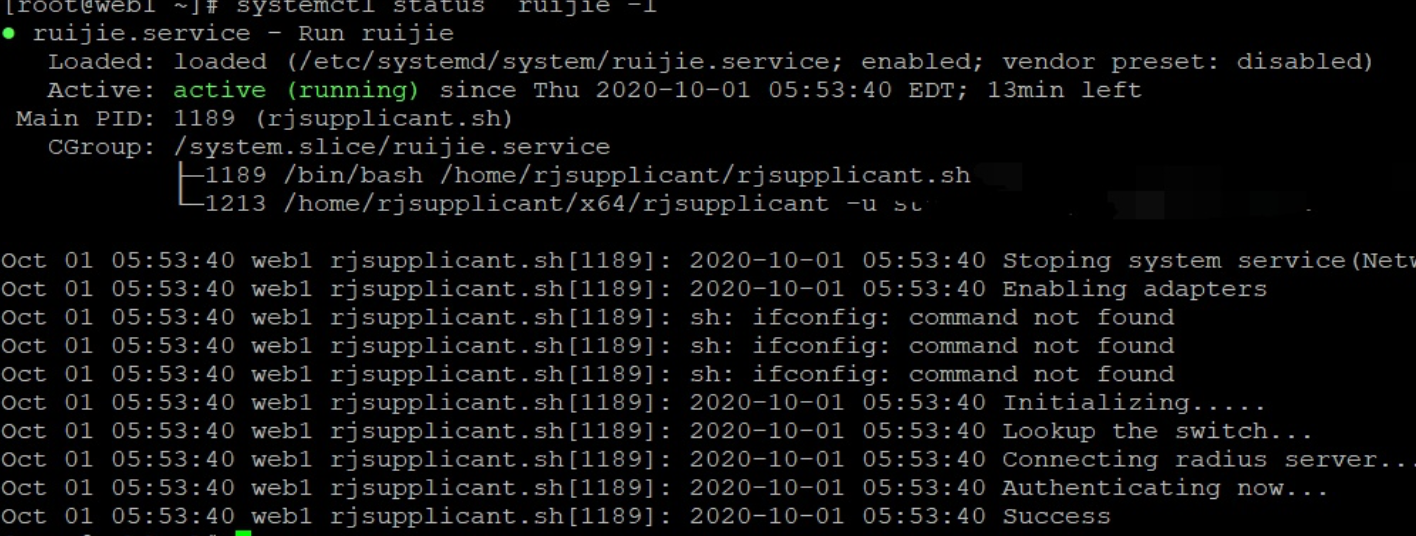 [root@web1 ~]# systemctl status  ruijie -l
● ruijie.service - Run ruijie
   Loaded: loaded (/etc/systemd/system/ruijie.service; enabled; vendor preset: disabled)
   Active: active (running) since Thu 2020-10-01 05:53:40 EDT; 13min left
 Main PID: 1189 (rjsupplicant.sh)
   CGroup: /system.slice/ruijie.service
           ├─1189 /bin/bash /home/rjsupplicant/rjsupplicant.sh
           └─1213 /home/rjsupplicant/x64/rjsupplicant -u
Oct 01 05:53:40 web1 rjsupplicant.sh[1189]: 2020-10-01 05:53:40 Stoping system service(Netw
Oct 01 05:53:40 web1 rjsupplicant.sh[1189]: 2020-10-01 05:53:40 Enabling adapters
Oct 01 05:53:40 web1 rjsupplicant.sh[1189]: sh: ifconfig: command not found
Oct 01 05:53:40 web1 rjsupplicant.sh[1189]: sh: ifconfig: command not found
Oct 01 05:53:40 web1 rjsupplicant.sh[1189]: sh: ifconfig: command not found
Oct 01 05:53:40 web1 rjsupplicant.sh[1189]: 2020-10-01 05:53:40 Initializing.....
Oct 01 05:53:40 web1 rjsupplicant.sh[1189]: 2020-10-01 05:53:40 Lookup the switch...
Oct 01 05:53:40 web1 rjsupplicant.sh[1189]: 2020-10-01 05:53:40 Connecting radius server...
Oct 01 05:53:40 web1 rjsupplicant.sh[1189]: 2020-10-01 05:53:40 Authenticating now...
Oct 01 05:53:40 web1 rjsupplicant.sh[1189]: 2020-10-01 05:53:40 Success